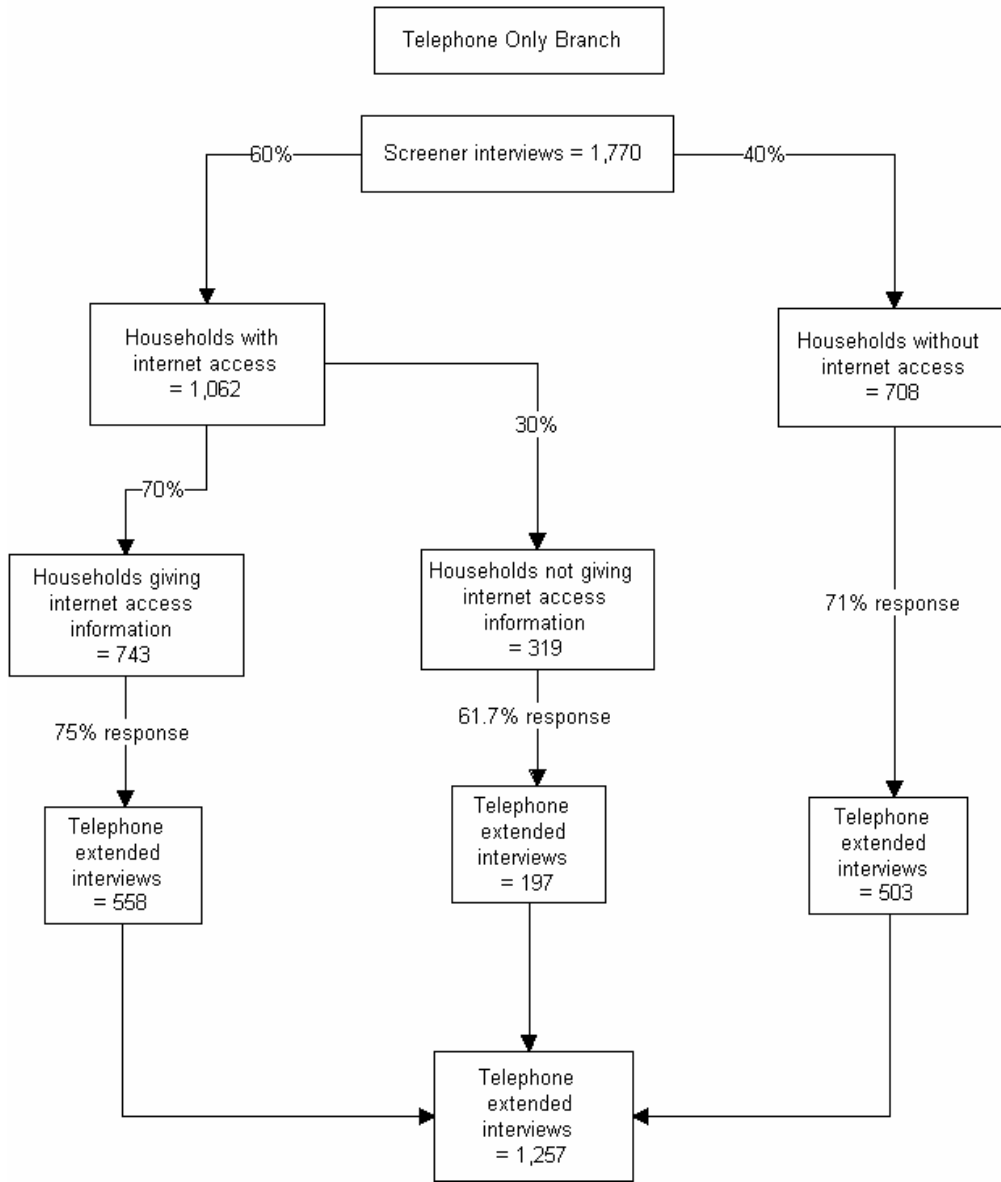 Telephone Only Branch
60%
Screener interviews = 1,770
40%
Households with
internet access
= 1,062
Households without
internet access
= 708
30%
70%
Households giving
internet access
information
= 743
Households not giving
internet access
information
= 319
71% response
75% response
61.7% response
Telephone
extended
interviews
= 558
Telephone
extended
interviews
= 197
Telephone
extended
interviews
= 503
Telephone
extended
interviews
= 1,257